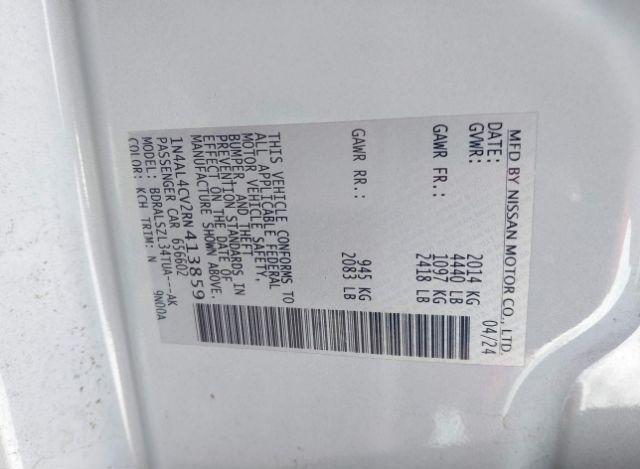 MFD BY NISSAN MOTOR CO., LTD.
DATE: 04/24
GVWR: 2014 KG
4440 LB
GAWR FR.: 1097 KG
2418 LB
GAWR RR.: 945 KG
2083 LB
THIS VEHICLE CONFORMS TO
ALL APPLICABLE FEDERAL
MOTOR VEHICLE SAFETY,
BUMPER, AND THEFT
PREVENTION STANDARDS IN
EFFECT ON THE DATE OF
MANUFACTURE SHOWN ABOVE.
1N4AL4CV2RN413859
PASSENGER CAR 656602
MODEL: BDRALSZL34TUA---AK
COLOR: KCH TRIM: N 9N00A